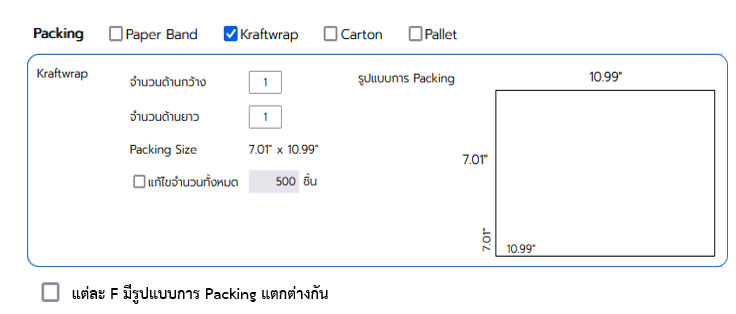 Packing Paper Band Kraftwrap Carton Pallet
Kraftwrap
จำนวนด้านกว้าง 1
รูปแบบการ Packing
10.99"
จำนวนด้านยาว 1
Packing Size 7.01" x 10.99"
7.01"
แก้ไขจำนวนทั้งหมด 500 ชิ้น
7.01"
10.99"
แต่ละ F มีรูปแบบการ Packing แตกต่างกัน